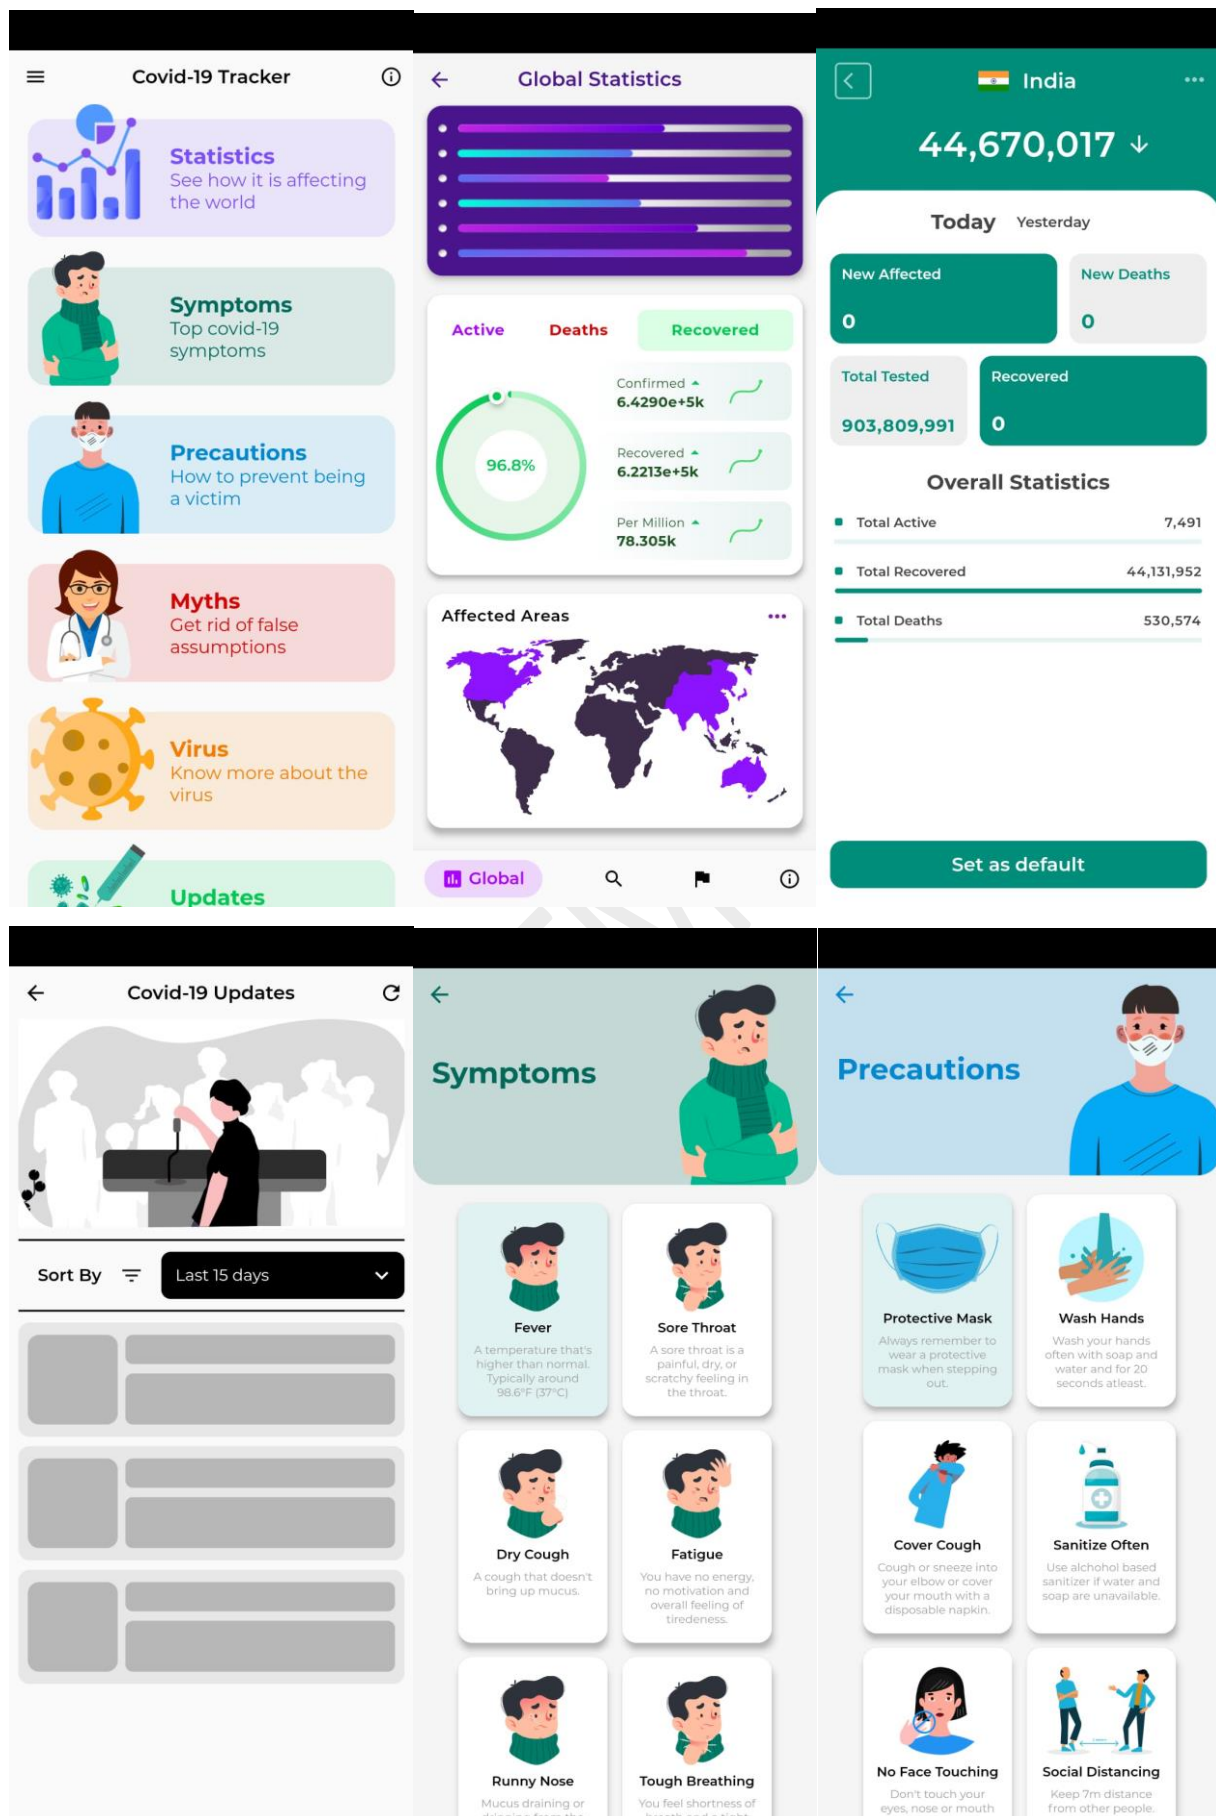 Covid-19 Tracker
Statistics
See how it is affecting
the world
Symptoms
Top covid-19
symptoms
Precautions
How to prevent being
a victim
Myths
Get rid of false
assumptions
Virus
Know more about the
virus
Updates
Global Statistics
Active Deaths Recovered
96.8%
Confirmed
6.4290e+5k
Recovered
6.2213e+5k
Per Million
78.305k
Affected Areas
Global
India
44,670,017
Today Yesterday
New Affected
0
New Deaths
0
Total Tested
903,809,991
Recovered
0
Overall Statistics
Total Active 7,491
Total Recovered 44,131,952
Total Deaths 530,574
Set as default
Covid-19 Updates
Sort By Last 15 days
Symptoms
Fever
A temperature that's
higher than normal.
Typically around
98.6°F (37°C)
Sore Throat
A sore throat is a
painful, dry, or
scratchy feeling in
the throat.
Dry Cough
A cough that doesn't
bring up mucus.
Fatigue
You have no energy,
no motivation and
overall feeling of
tiredeness.
Runny Nose
Mucus draining or
Tough Breathing
You feel shortness of
Precautions
Protective Mask
Always remember to
wear a protective
mask when stepping
out.
Wash Hands
Wash your hands
often with soap and
water and for 20
seconds atleast.
Cover Cough
Cough or sneeze into
your elbow or cover
your mouth with a
disposable napkin.
Sanitize Often
Use alchohol based
sanitizer if water and
soap are unavailable.
No Face Touching
Don't touch your
eyes, nose or mouth
Social Distancing
Keep 7m distance
from other people.